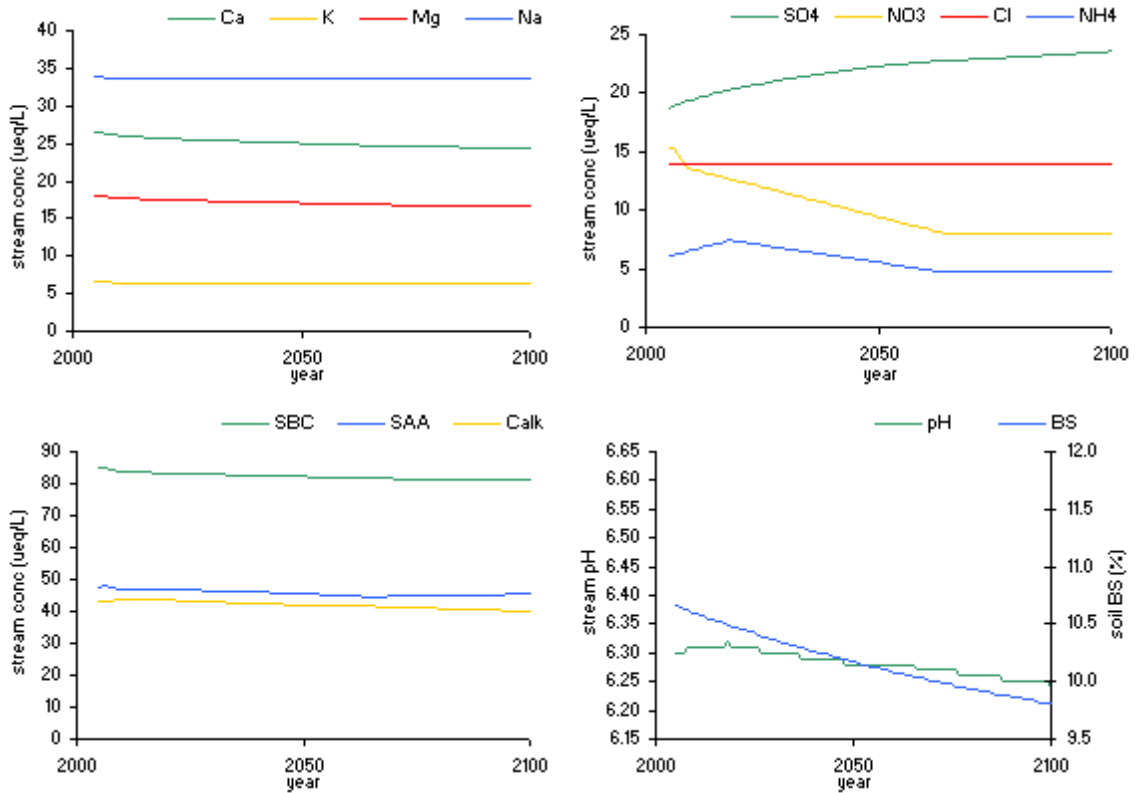 Ca K Mg Na
40
35
30
25
20
15
10
5
0
stream conc (ueq/L)
2000 2050 2100
year
SO4 NO3 Cl NH4
25
20
15
10
5
0
stream conc (ueq/L)
2000 2050 2100
year
SBC SAA Calk
90
80
70
60
50
40
30
20
10
0
stream conc (ueq/L)
2000 2050 2100
year
pH BS
6.65
6.60
6.55
6.50
6.45
6.40
6.35
6.30
6.25
6.20
6.15
stream pH
12.0
11.5
11.0
10.5
10.0
9.5
soil BS (%)
2000 2050 2100
year